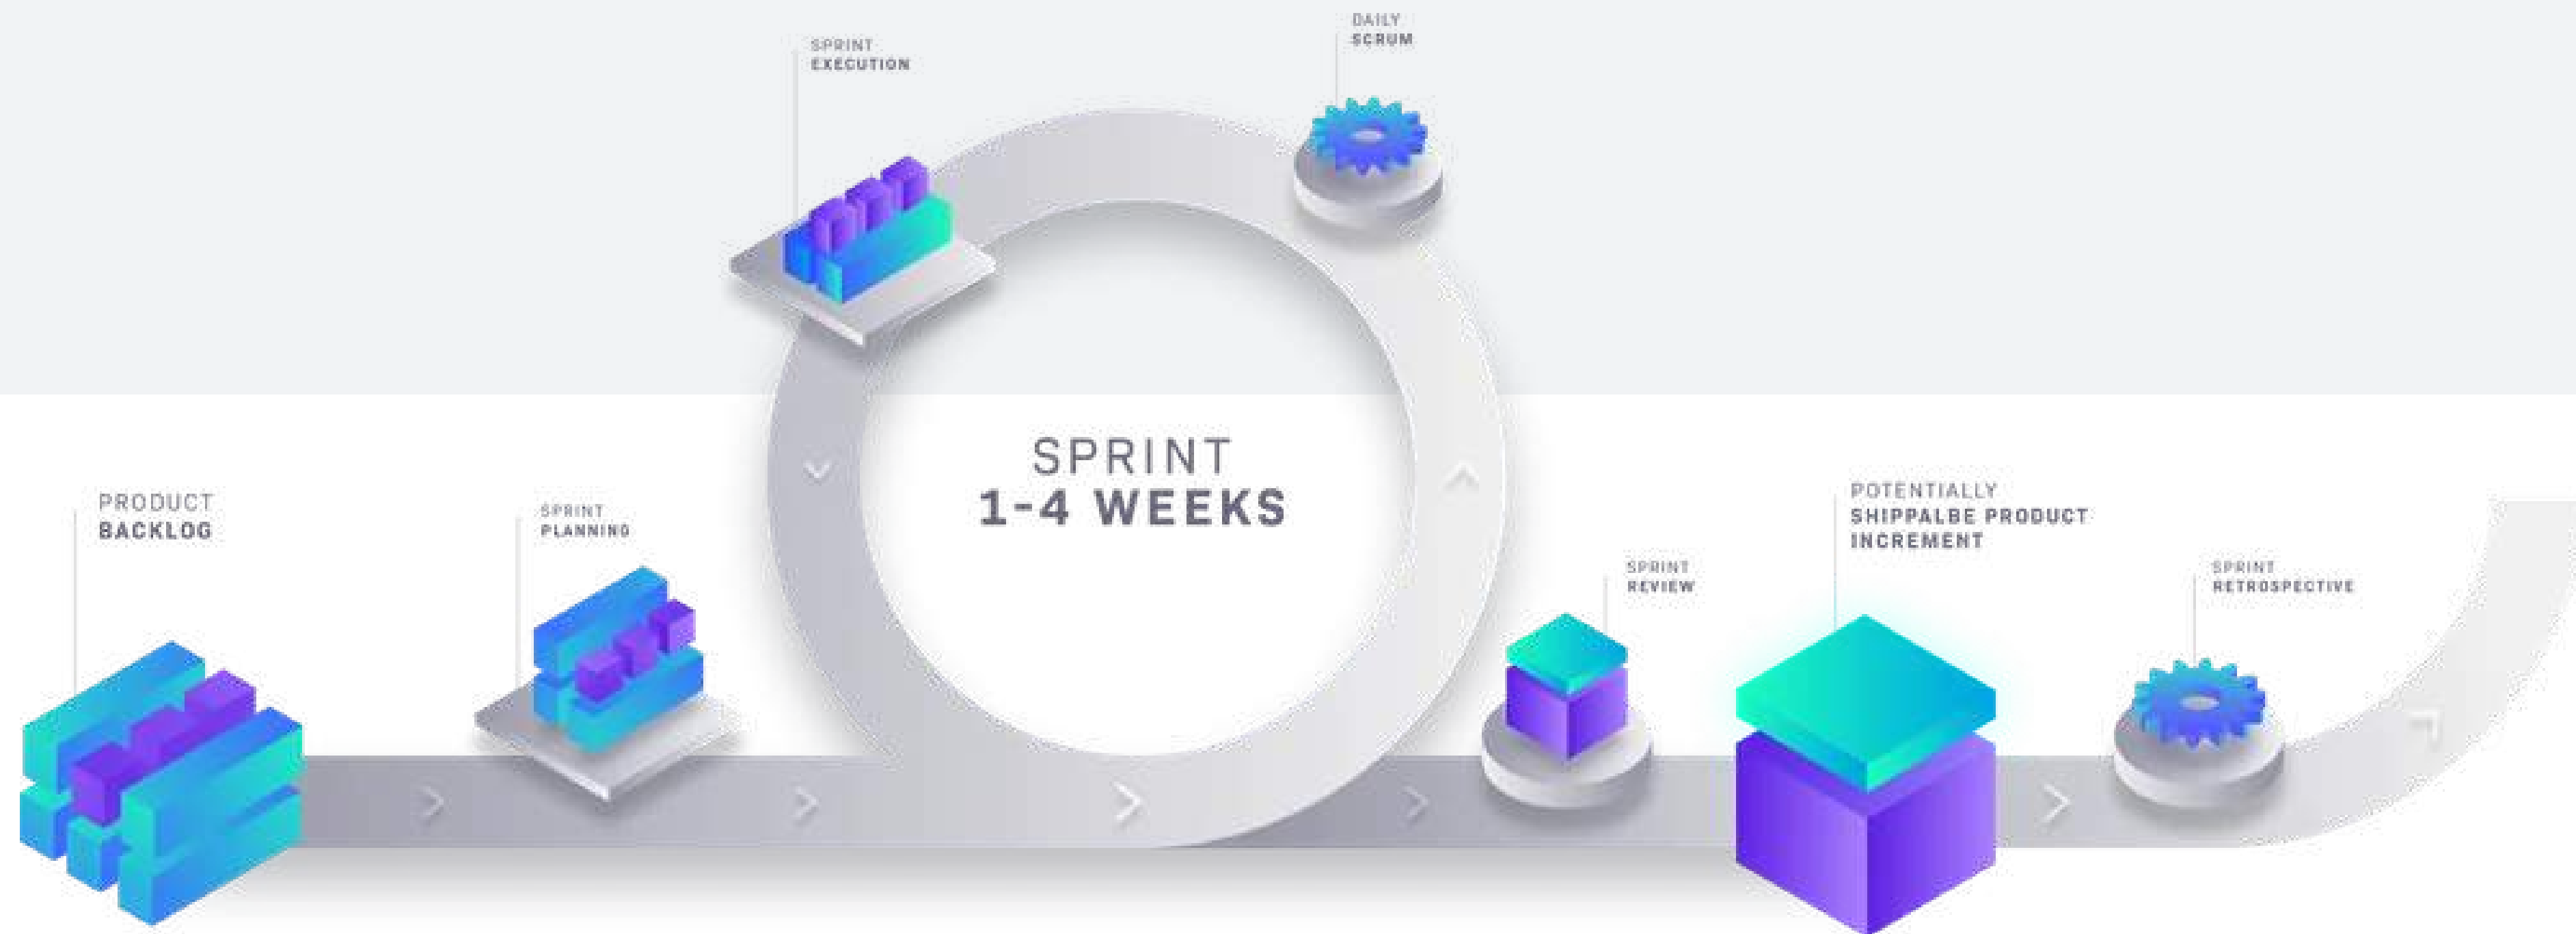 PRODUCT
BACKLOG
SPRINT
PLANNING
SPRINT
EXECUTION
DAILY
SCRUM
SPRINT
1-4 WEEKS
SPRINT
REVIEW
POTENTIALLY
SHIPPALBE PRODUCT
INCREMENT
SPRINT
RETROSPECTIVE